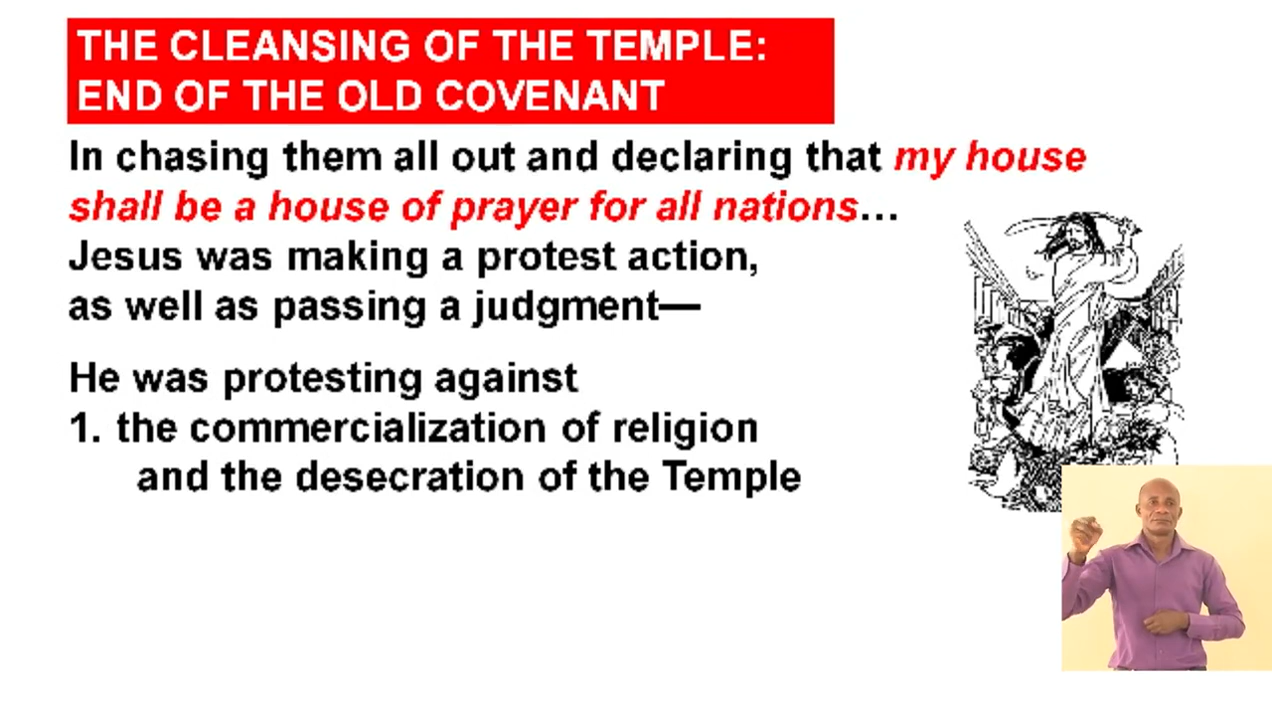 THE CLEANSING OF THE TEMPLE:
END OF THE OLD COVENANT
In chasing them all out and declaring that my house
shall be a house of prayer for all nations…
Jesus was making a protest action,
as well as passing a judgment—
He was protesting against
1. the commercialization of religion
and the desecration of the Temple